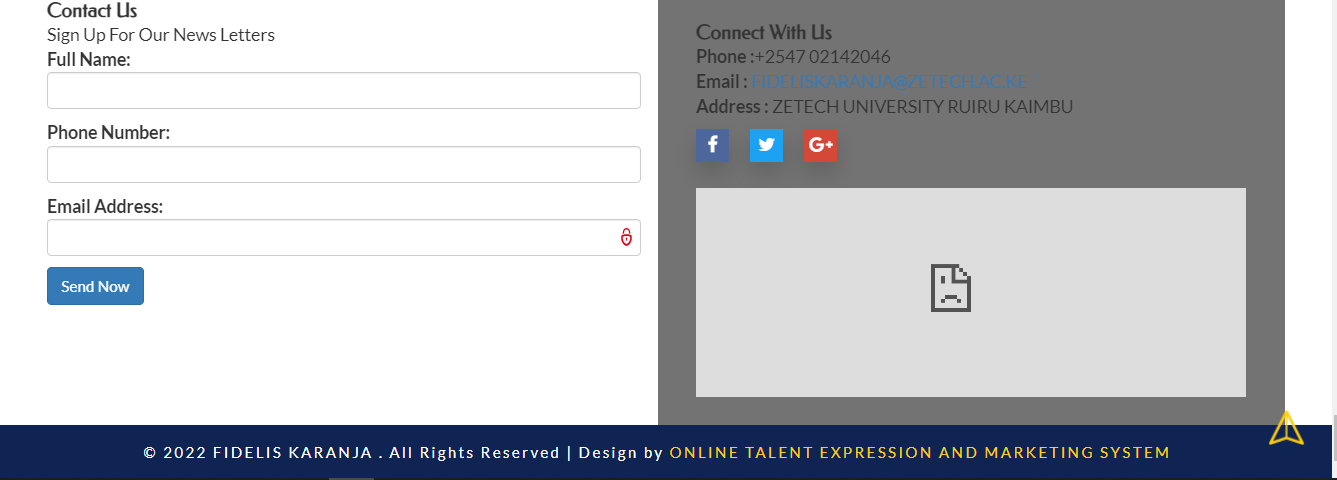 Contact Us
Sign Up For Our News Letters
Full Name:
Phone Number:
Email Address:
Send Now
Connect With Us
Phone :+2547 02142046
Email : FIDELISKARANJA@ZETECH.AC.KE
Address : ZETECH UNIVERSITY RUIRU KAIMBU
f
G+
© 2022 FIDELIS KARANJA . All Rights Reserved | Design by ONLINE TALENT EXPRESSION AND MARKETING SYSTEM